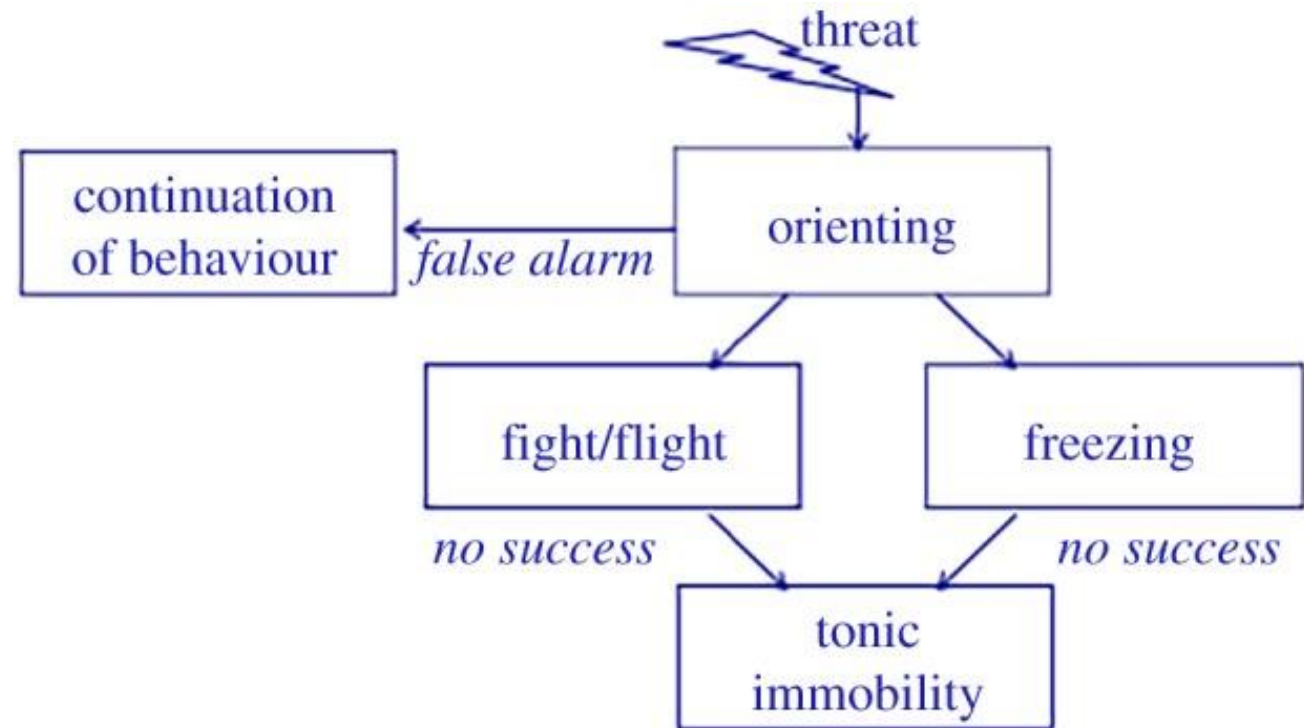 threat
continuation
of behaviour
false alarm
orienting
fight/flight
freezing
no success
no success
tonic
immobility